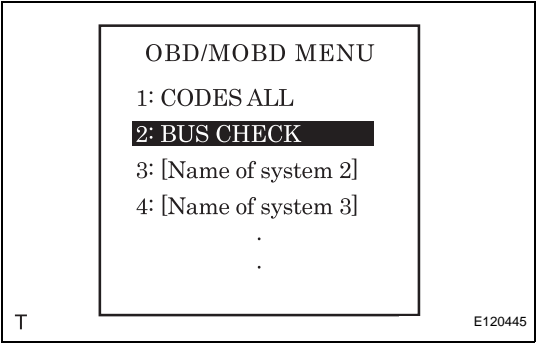 OBD/MOBD MENU
1: CODES ALL
2: BUS CHECK
3: [Name of system 2]
4: [Name of system 3]
.
.
T
E120445